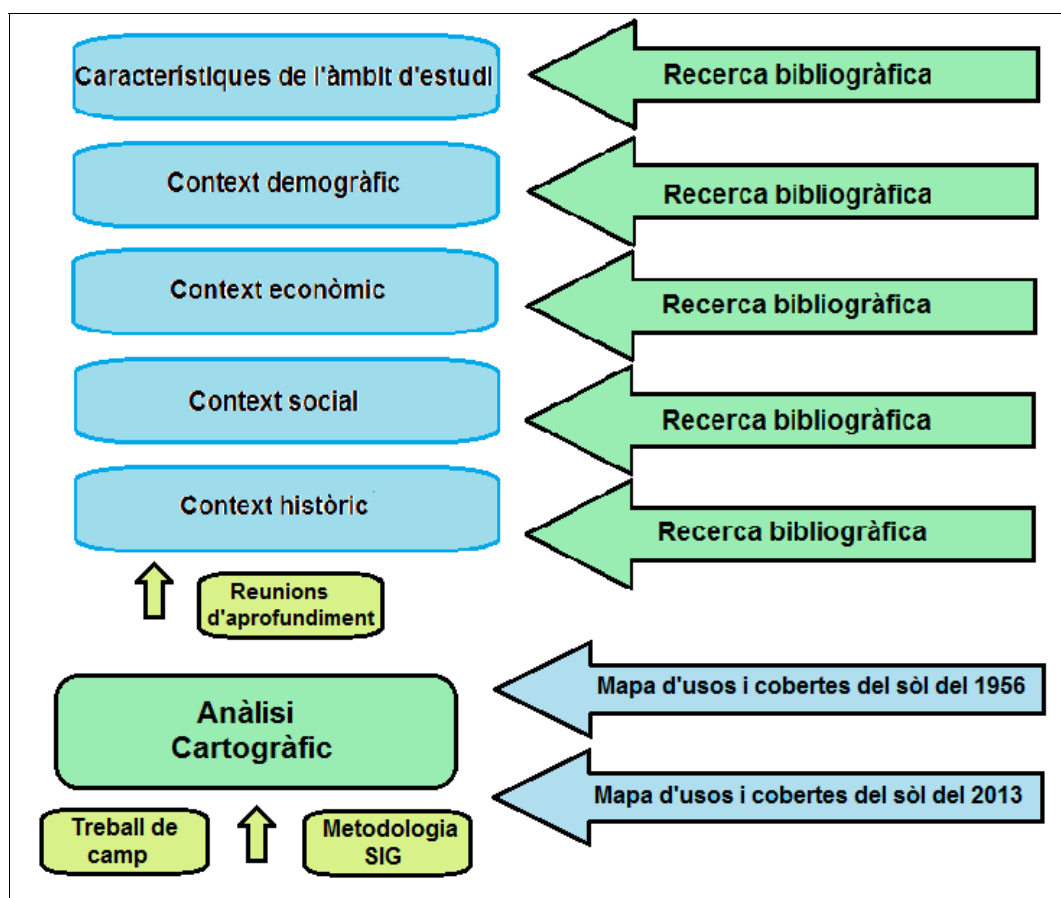 Característiques de l'àmbit d'estudi
Recerca bibliogràfica
Context demogràfic
Recerca bibliogràfica
Context econòmic
Recerca bibliogràfica
Context social
Recerca bibliogràfica
Context històric
Recerca bibliogràfica
Reunions
d'aprofundiment
Anàlisi
Cartogràfic
Mapa d'usos i cobertes del sòl del 1956
Mapa d'usos i cobertes del sòl del 2013
Treball de
camp
Metodologia
SIG